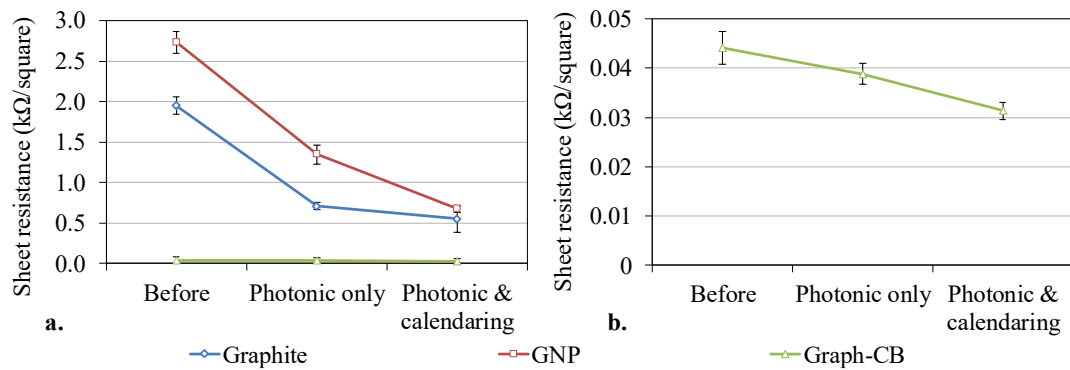 Sheet resistance (kΩ/square)
3.0
2.5
2.0
1.5
1.0
0.5
0.0
Before
Photonic only
Photonic &
calendaring
a.
Sheet resistance (kΩ/square)
0.05
0.04
0.03
0.02
0.01
0
Before
Photonic only
Photonic &
calendaring
b.
Graphite
GNP
Graph-CB